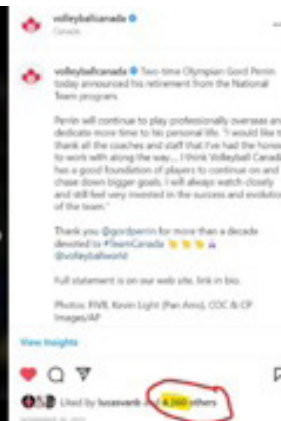 volleyballcanada
Canada
volleyballcanada Two-time Olympian Gord Perrin
today announced his retirement from the National
Team program.
Perrin will continue to play professionally overseas and
dedicate more time to his personal life. "I would like to
thank all the coaches and staff that I've had the honor
to work with along the way... I think Volleyball Canada
has a good foundation of players to continue on and
chase down bigger goals. I will always watch closely
and still feel very invested in the success and evolution
of the team."
Thank you @gordperrin for more than a decade
devoted to #TeamCanada
@volleyballworld
Full statement is on our web site, link in bio.
Photos: FIVB, Kevin Light (Pan Ams), COC & CP
Images/AP
View Insights
Liked by lucasvanb and 4,360 others